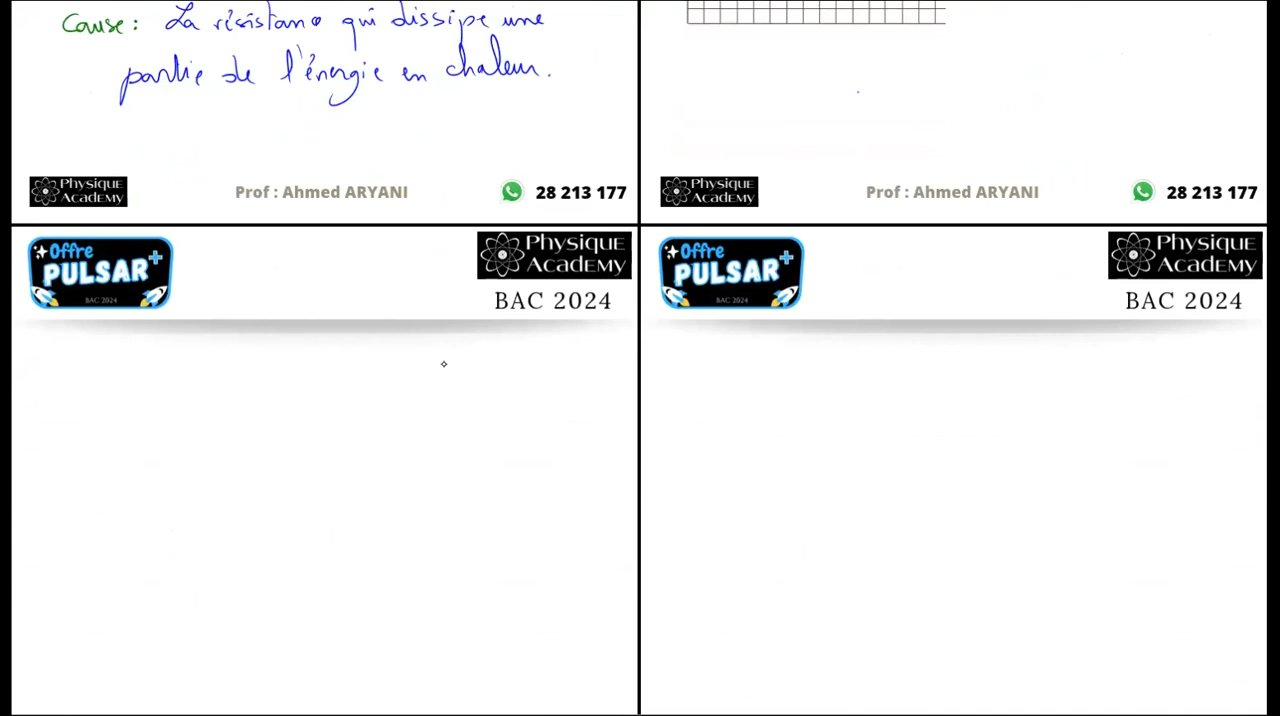 Cause : La résistance qui dissipe une
partie de l'énergie en chaleur.
Physique
Academy
Prof : Ahmed ARYANI
28 213 177
Physique
Academy
Prof : Ahmed ARYANI
28 213 177
Offre
PULSAR+
BAC 2024
Physique
Academy
BAC 2024
Offre
PULSAR+
BAC 2024
Physique
Academy
BAC 2024